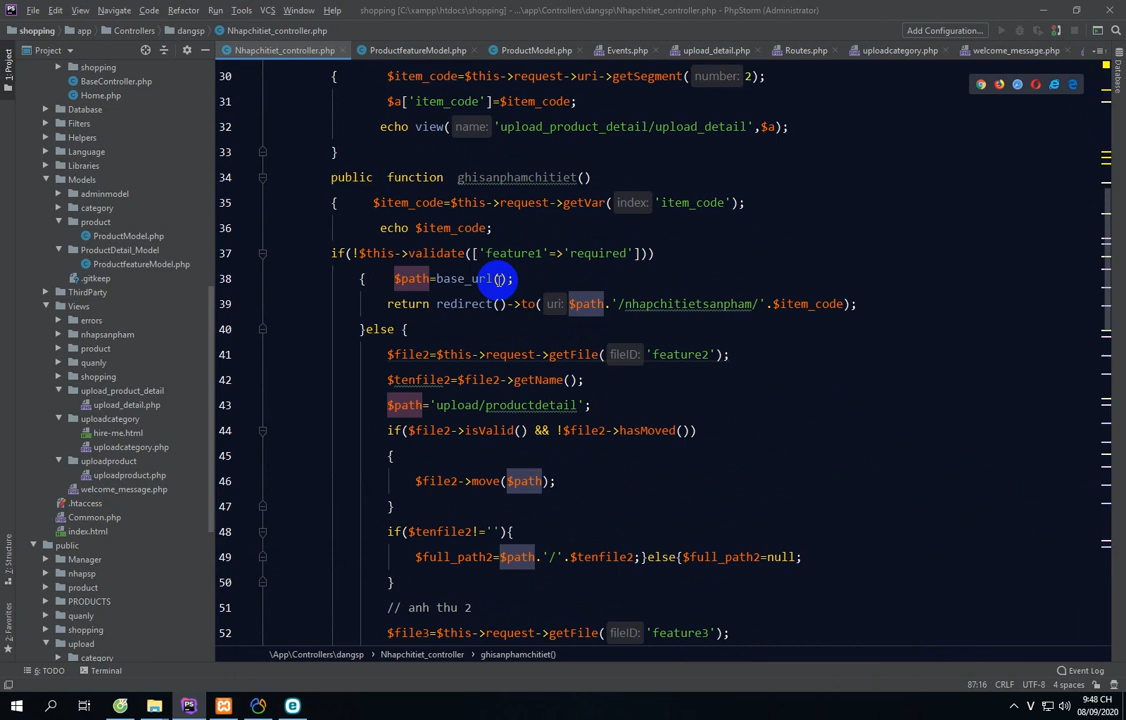 File Edit View Navigate Code Refactor Run Tools VCS Window Help shopping [C:\xampp\htdocs\shopping] - ...\app\Controllers\dangsp\Nhapchitiet_controller.php - PhpStorm (Administrator)
shopping app Controllers dangsp Nhapchitiet_controller.php Add Configuration...
Project
Nhapchitiet_controller.php ProductfeatureModel.php ProductModel.php Events.php upload_detail.php Routes.php uploadcategory.php welcome_message.php
1: Project
7: Structure
2: Favorites
Database
shopping
BaseController.php
Home.php
Database
Filters
Helpers
Language
Libraries
Models
adminmodel
category
product
ProductModel.php
ProductDetail_Model
ProductfeatureModel.php
.gitkeep
ThirdParty
Views
errors
nhapsanpham
product
quanly
shopping
upload_product_detail
upload_detail.php
uploadcategory
hire-me.html
uploadcategory.php
uploadproduct
uploadproduct.php
welcome_message.php
.htaccess
Common.php
index.html
public
Manager
nhapsp
product
PRODUCTS
quanly
shopping
upload
category
30 { $item_code=$this->request->uri->getSegment( number: 2);
31 $a['item_code']=$item_code;
32 echo view( name: 'upload_product_detail/upload_detail',$a);
33 }
34 public function ghisanphamchitiet()
35 { $item_code=$this->request->getVar( index: 'item_code');
36 echo $item_code;
37 if(!$this->validate(['feature1'=>'required']))
38 { $path=base_url();
39 return redirect()->to( uri: $path.'/nhapchitietsanpham/'.$item_code);
40 }else {
41 $file2=$this->request->getFile( fileID: 'feature2');
42 $tenfile2=$file2->getName();
43 $path='upload/productdetail';
44 if($file2->isValid() && !$file2->hasMoved())
45 {
46 $file2->move($path);
47 }
48 if($tenfile2!=''){
49 $full_path2=$path.'/'.$tenfile2;}else{$full_path2=null;
50 }
51 // anh thu 2
52 $file3=$this->request->getFile( fileID: 'feature3');
\App\Controllers\dangsp Nhapchitiet_controller ghisanphamchitiet()
6: TODO Terminal Event Log
87:16 CRLF UTF-8 4 spaces
V 9:48 CH
08/09/2020